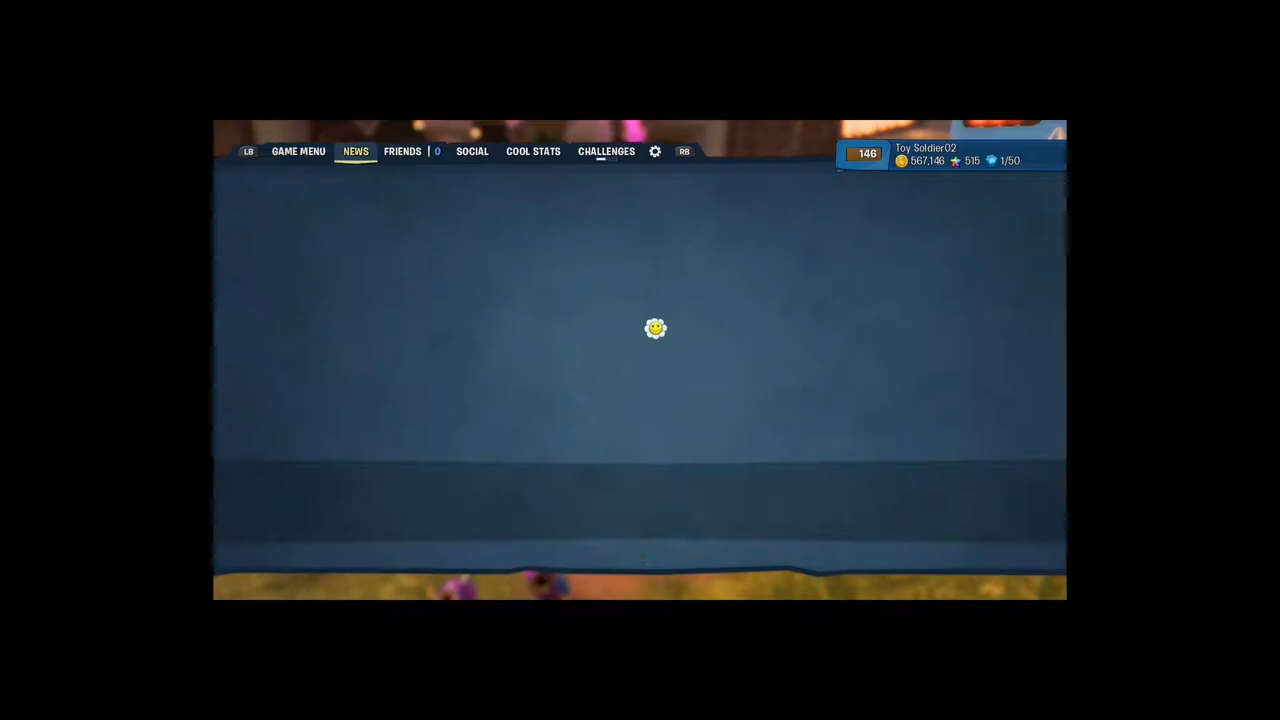 LB GAME MENU NEWS FRIENDS | 0 SOCIAL COOL STATS CHALLENGES RB
146
Toy Soldier02
567,146 515 1/50